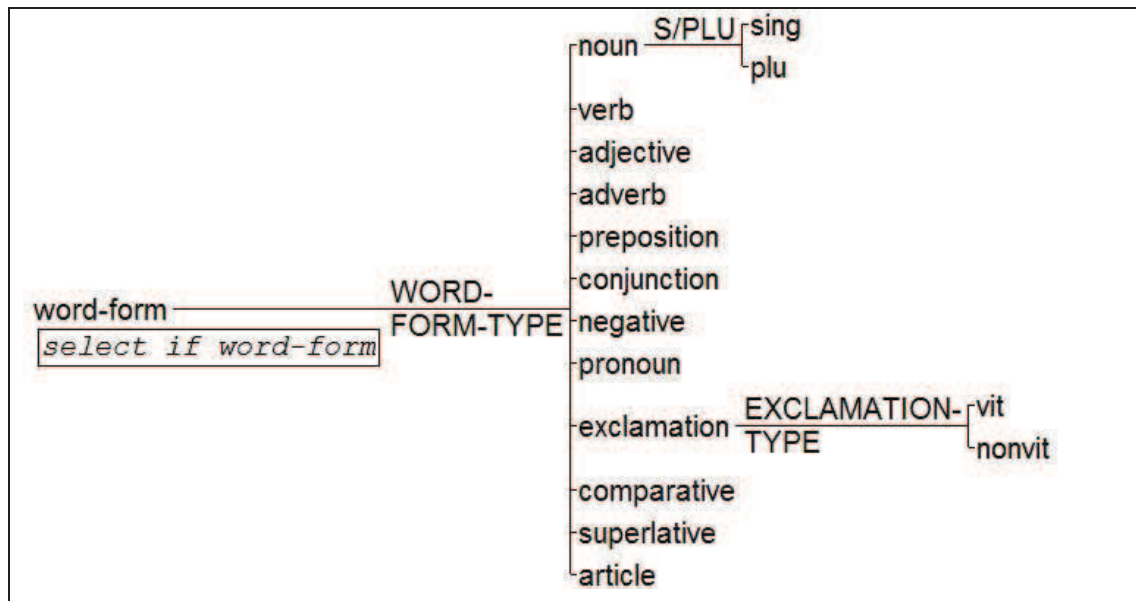 S/PLU
sing
noun
plu
verb
adjective
adverb
preposition
conjunction
WORD-
FORM-TYPE
word-form
select if word-form
negative
pronoun
exclamation
EXCLAMATION-
TYPE
vit
nonvit
comparative
superlative
article